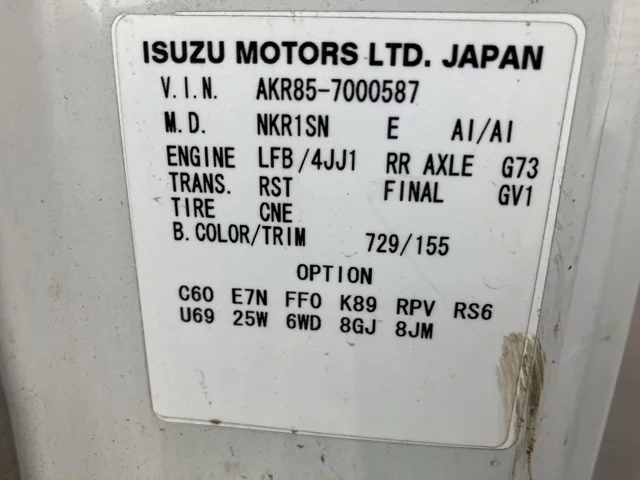 ISUZU MOTORS LTD. JAPAN
V.I.N. AKR85-7000587
M.D. NKR1SN E AI/AI
ENGINE LFB/4JJ1 RR AXLE G73
TRANS. RST FINAL GV1
TIRE CNE
B.COLOR/TRIM 729/155
OPTION
C60 E7N FF0 K89 RPV RS6
U69 25W 6WD 8GJ 8JM